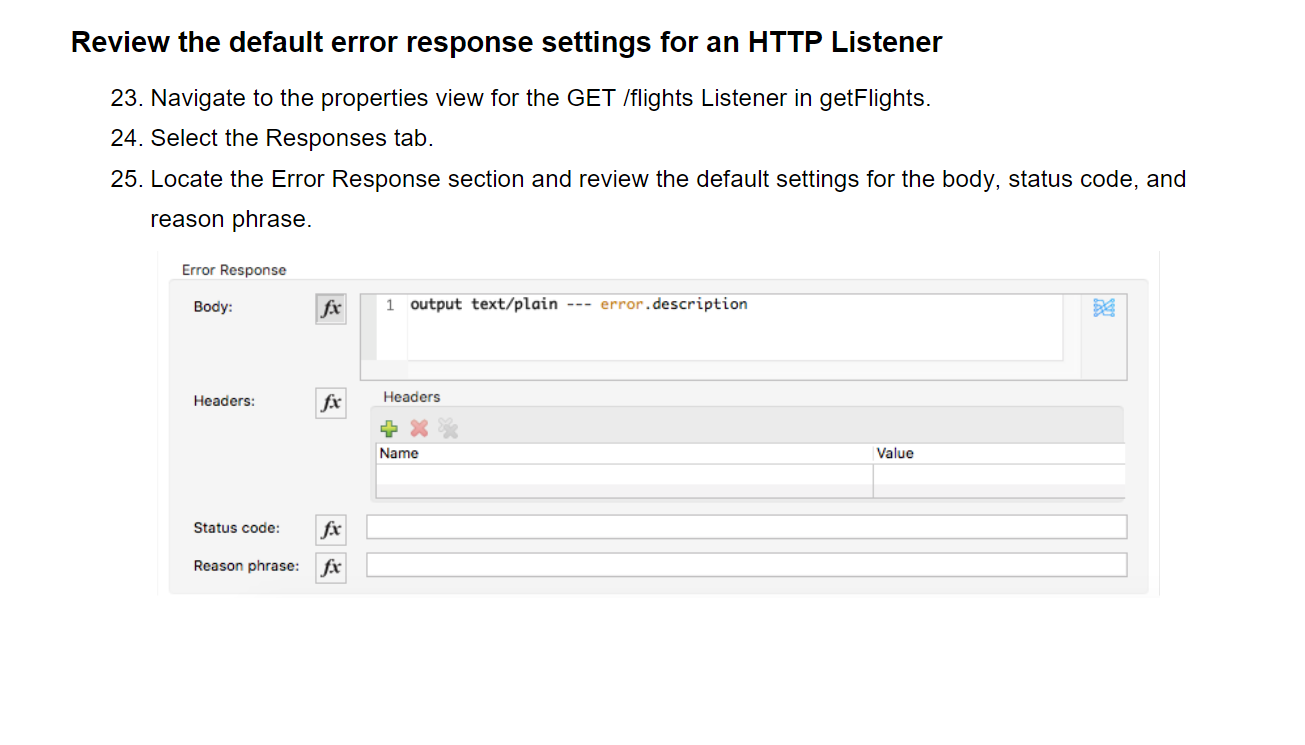 Review the default error response settings for an HTTP Listener
23. Navigate to the properties view for the GET /flights Listener in getFlights.
24. Select the Responses tab.
25. Locate the Error Response section and review the default settings for the body, status code, and
reason phrase.
Error Response
Body: fx 1 output text/plain --- error.description
Headers: fx Headers
Name Value
Status code: fx
Reason phrase: fx